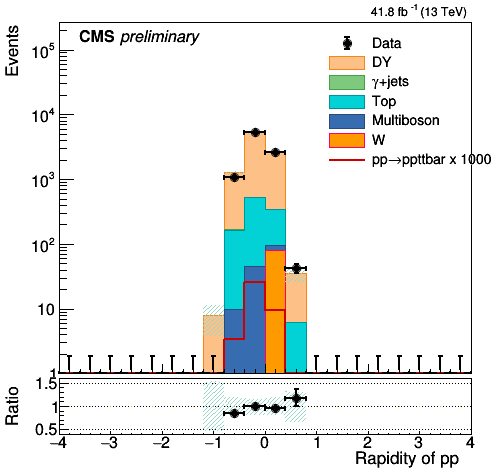 41.8 fb⁻¹ (13 TeV)
CMS preliminary
Events
10⁵
10⁴
10³
10²
10
1
Data
DY
γ+jets
Top
Multiboson
W
pp→ppttbar x 1000
Ratio
1.5
1
0.5
−4 −3 −2 −1 0 1 2 3 4
Rapidity of pp